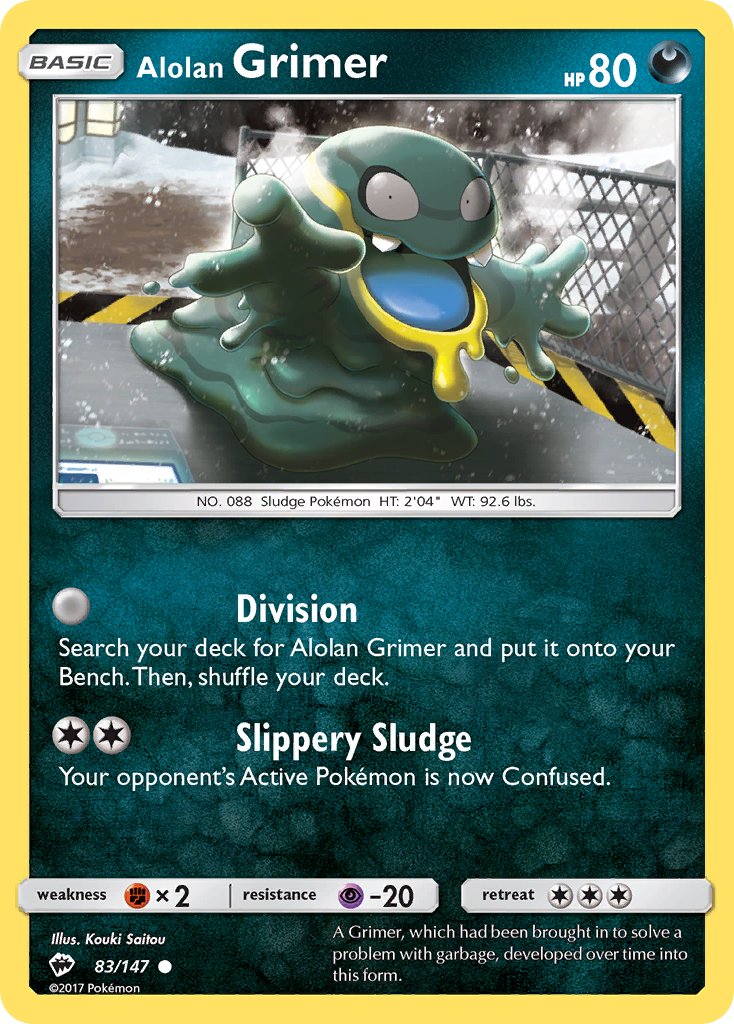 BASIC Alolan Grimer HP 80
NO. 088 Sludge Pokémon HT: 2'04" WT: 92.6 lbs.
Division
Search your deck for Alolan Grimer and put it onto your
Bench. Then, shuffle your deck.
Slippery Sludge
Your opponent's Active Pokémon is now Confused.
weakness × 2 resistance -20 retreat
Illus. Kouki Saitou
83/147
©2017 Pokémon
A Grimer, which had been brought in to solve a
problem with garbage, developed over time into
this form.